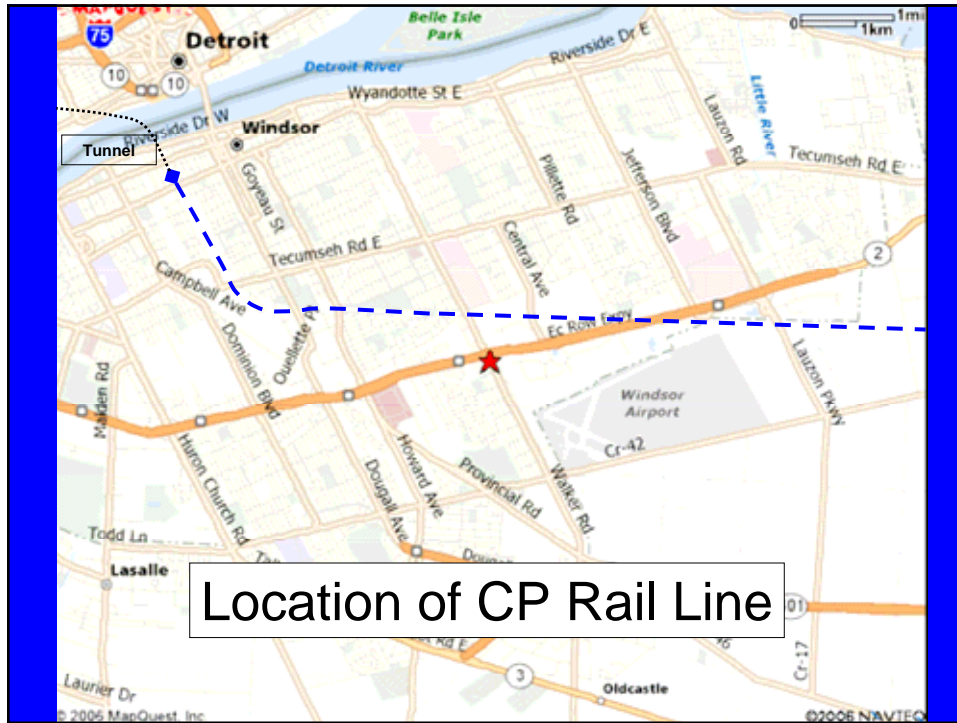 MAPQUEST
75
Detroit
10
10
Belle Isle
Park
Detroit River
Riverside Dr E
0
1mi
1km
Wyandotte St E
Riverside Dr W
Windsor
Tunnel
Goyeau St
Pillette Rd
Jefferson Blvd
Lauzon Rd
Little River
Tecumseh Rd E
Tecumseh Rd E
Central Ave
2
Campbell Ave
Dominion Blvd
Ouellette
Ec Row Expy
Lauzon Pkwy
Malden Rd
Windsor
Airport
Cr-42
Huron Church Rd
Dougall Ave
Howard Ave
Provincial Rd
Walker Rd
Todd Ln
Lasalle
Location of CP Rail Line
Rd E
3
Cr-17
Oldcastle
Laurier Dr
© 2006 MapQuest, Inc
©2006 NAVTEQ